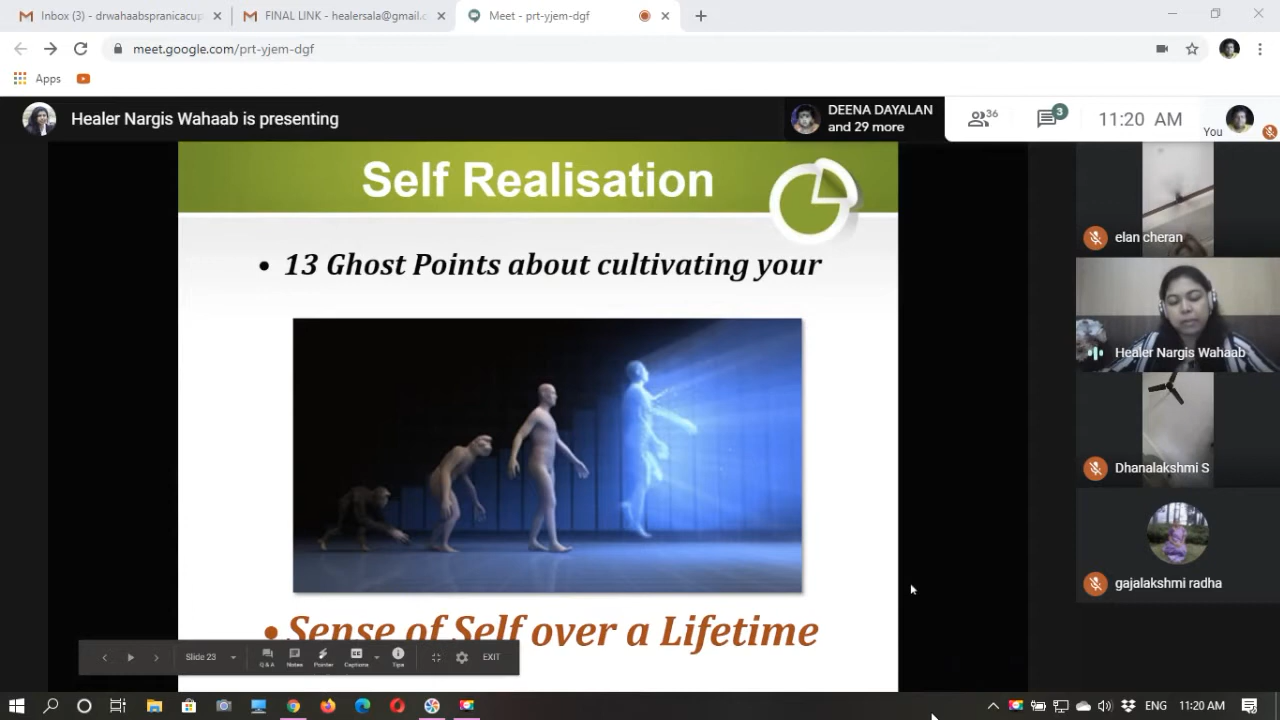 Inbox (3) - drwahaabspranicacup
FINAL LINK - healersala@gmail.c
Meet - prt-yjem-dgf
meet.google.com/prt-yjem-dgf
Apps
Healer Nargis Wahaab is presenting
DEENA DAYALAN
and 29 more
36
3
11:20 AM
You
Self Realisation
• 13 Ghost Points about cultivating your
• Sense of Self over a Lifetime
elan cheran
Healer Nargis Wahaab
Dhanalakshmi S
gajalakshmi radha
Slide 23
Q & A
Notes
Pointer
Captions
Tips
EXIT
ENG
11:20 AM